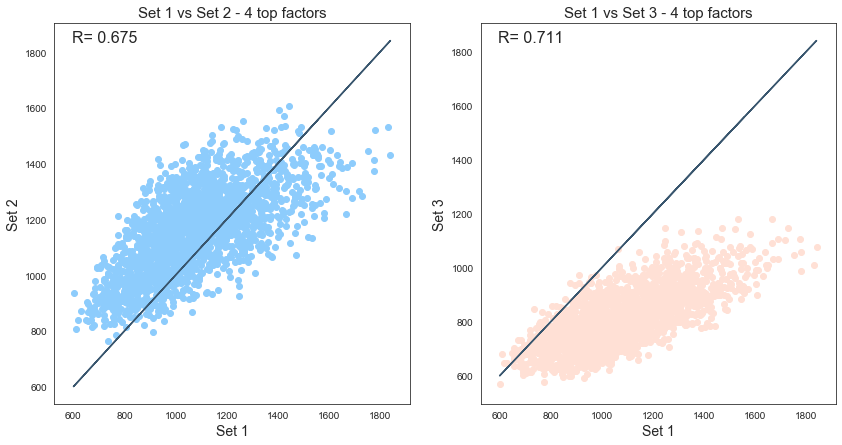 Set 1 vs Set 2 - 4 top factors
R= 0.675
1800
1600
1400
1200
1000
800
600
Set 2
600 800 1000 1200 1400 1600 1800
Set 1
Set 1 vs Set 3 - 4 top factors
R= 0.711
1800
1600
1400
1200
1000
800
600
Set 3
600 800 1000 1200 1400 1600 1800
Set 1